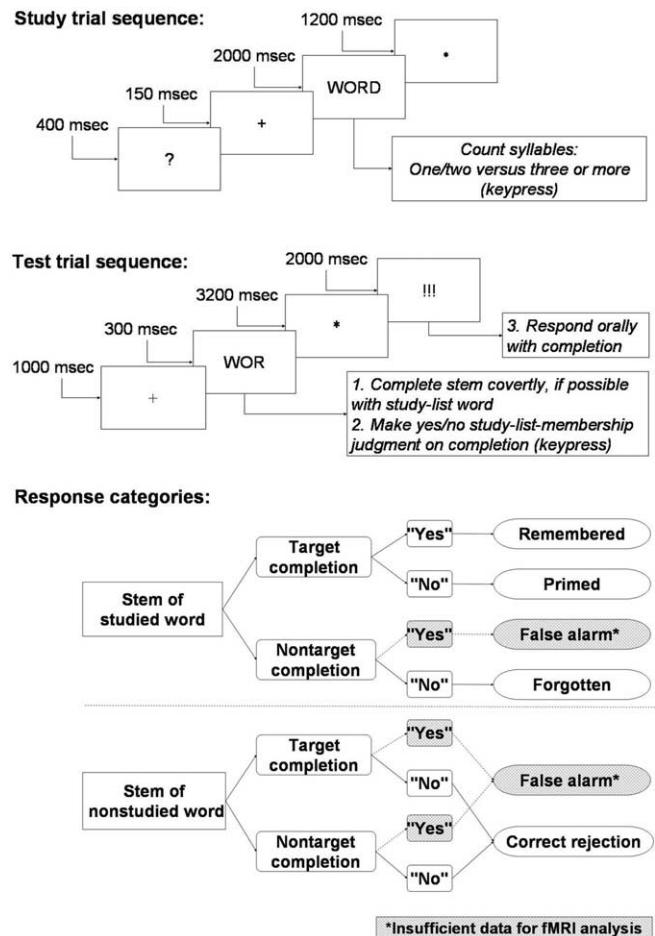 Study trial sequence:
1200 msec
*
2000 msec
WORD
150 msec
+
400 msec
?
Count syllables:
One/two versus three or more
(keypress)
Test trial sequence:
2000 msec
!!!
3200 msec
*
300 msec
WOR
1000 msec
+
3. Respond orally
with completion
1. Complete stem covertly, if possible
with study-list word
2. Make yes/no study-list-membership
judgment on completion (keypress)
Response categories:
Stem of
studied word
Target
completion
"Yes"
Remembered
"No"
Primed
Nontarget
completion
"Yes"
False alarm*
"No"
Forgotten
Stem of
nonstudied word
Target
completion
"Yes"
"No"
False alarm*
Nontarget
completion
"Yes"
"No"
Correct rejection
*Insufficient data for fMRI analysis